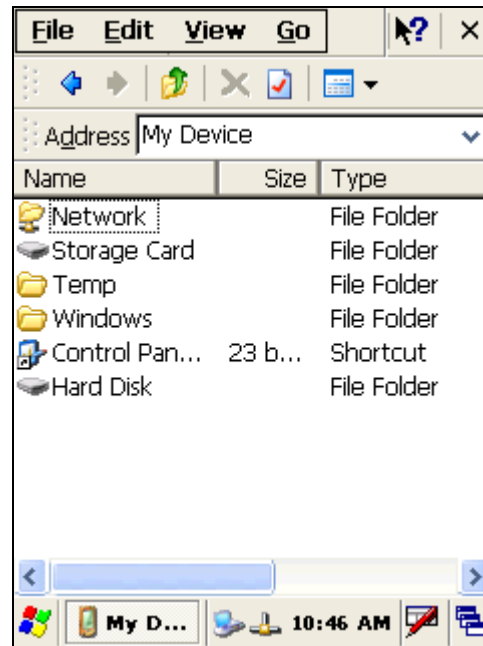 File Edit View Go ?
Address My Device
Name Size Type
Network File Folder
Storage Card File Folder
Temp File Folder
Windows File Folder
Control Pan... 23 b... Shortcut
Hard Disk File Folder
My D... 10:46 AM